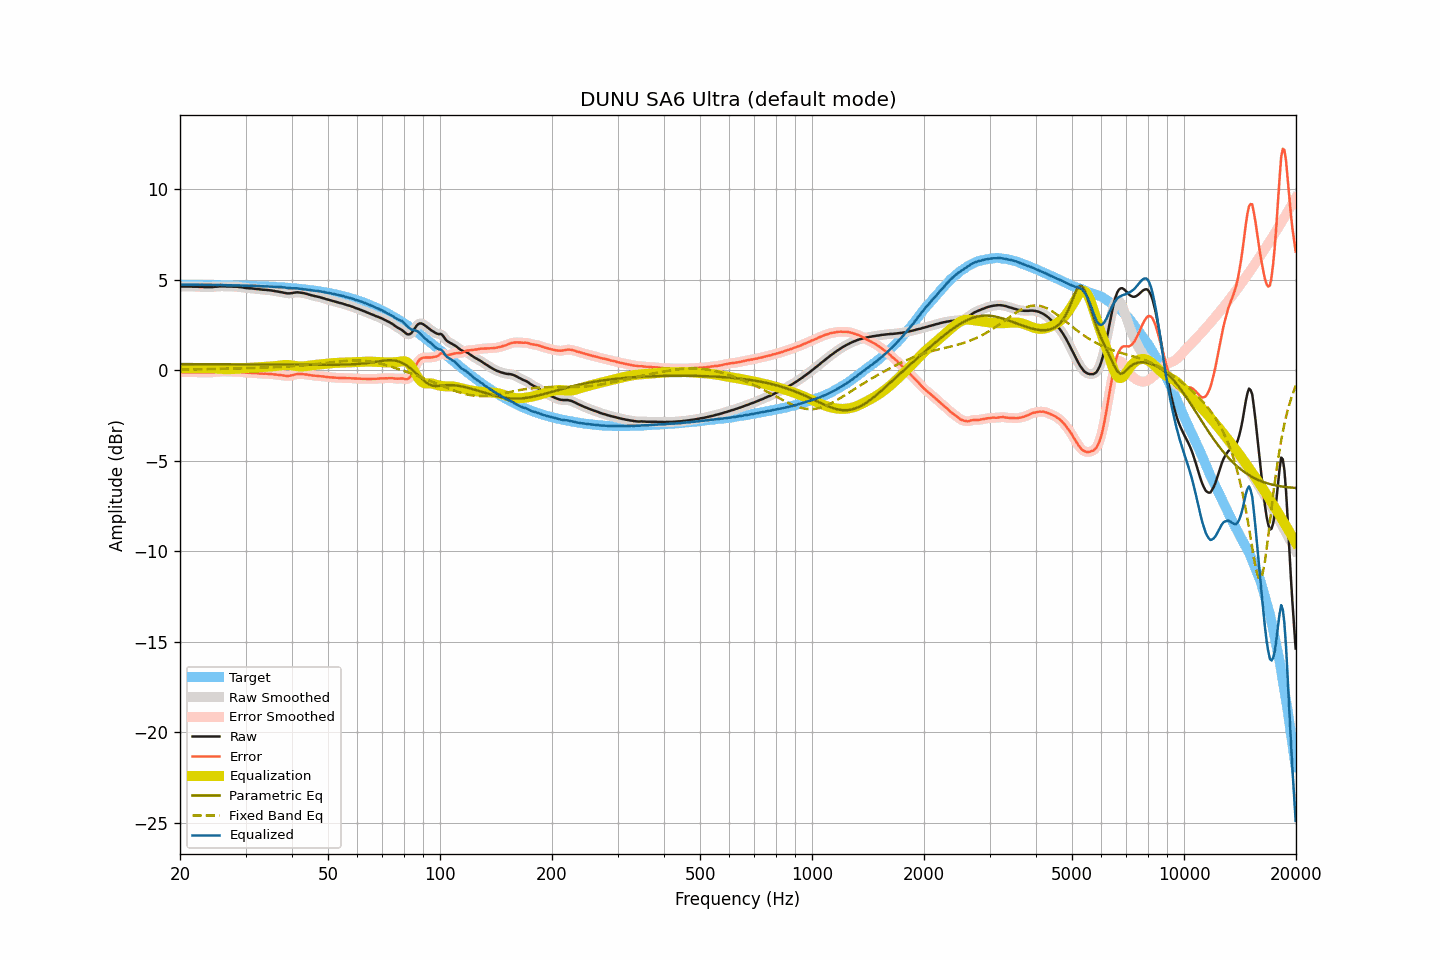 DUNU SA6 Ultra (default mode)
10
5
0
−5
−10
−15
−20
−25
Amplitude (dBr)
Target
Raw Smoothed
Error Smoothed
Raw
Error
Equalization
Parametric Eq
Fixed Band Eq
Equalized
20 50 100 200 500 1000 2000 5000 10000 20000
Frequency (Hz)